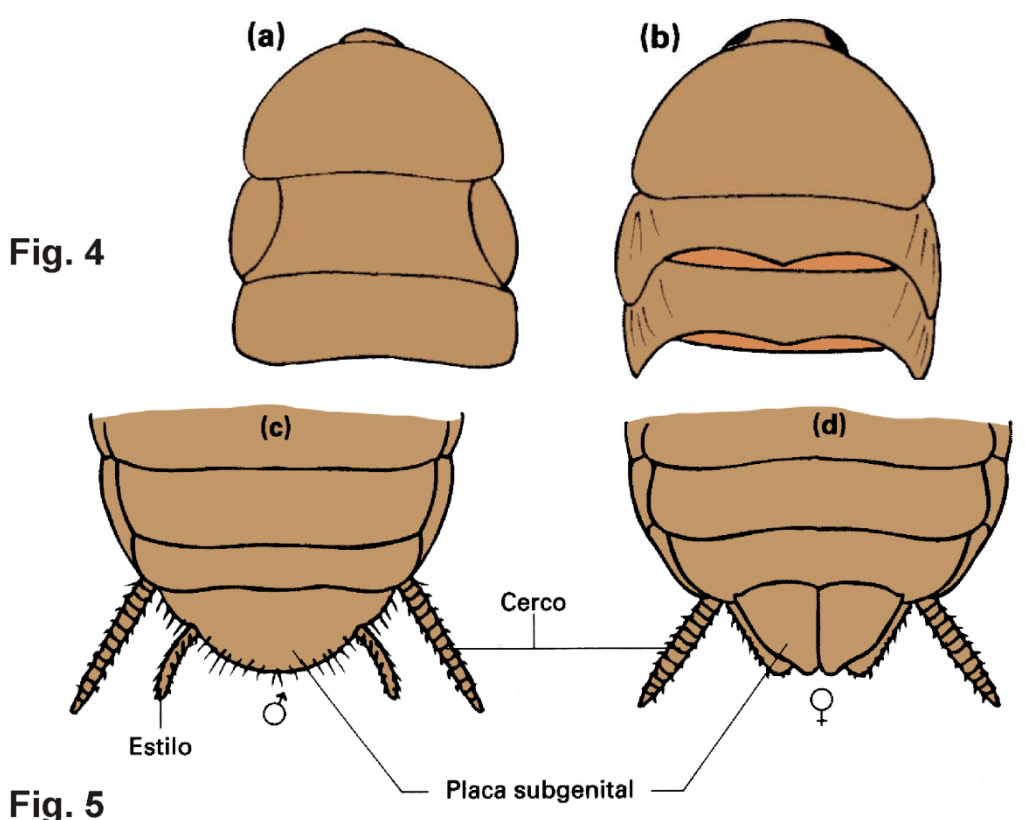 (a)
(b)
Fig. 4
(c)
(d)
Cerco
♂
♀
Estilo
Placa subgenital
Fig. 5